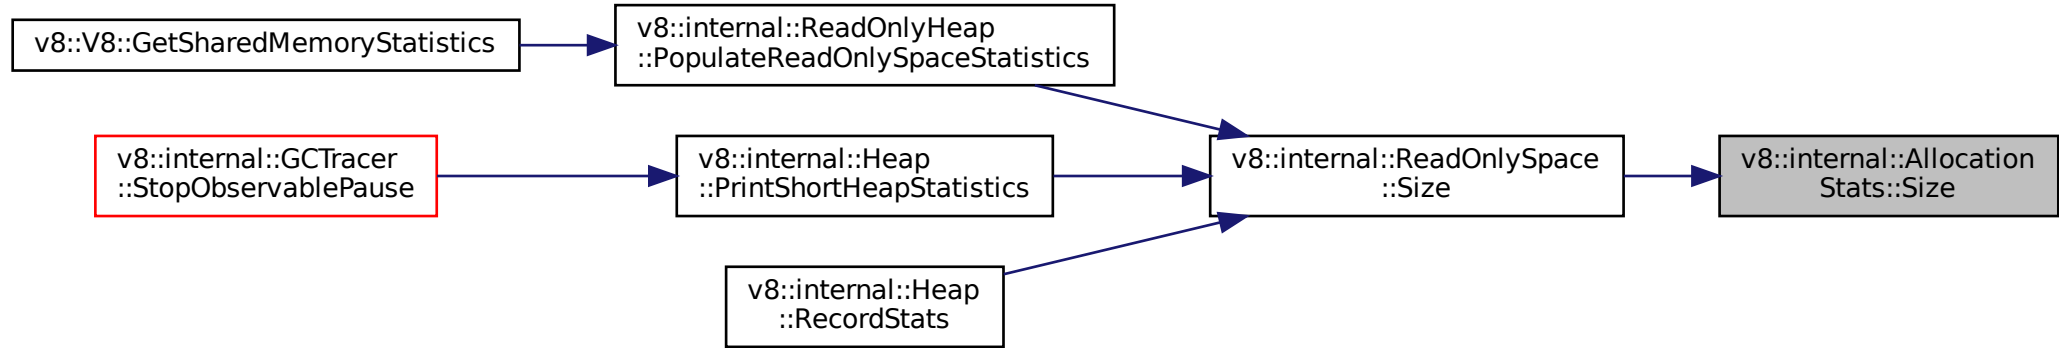 v8::V8::GetSharedMemoryStatistics
v8::internal::ReadOnlyHeap
::PopulateReadOnlySpaceStatistics
v8::internal::GCTracer
::StopObservablePause
v8::internal::Heap
::PrintShortHeapStatistics
v8::internal::Heap
::RecordStats
v8::internal::ReadOnlySpace
::Size
v8::internal::Allocation
Stats::Size